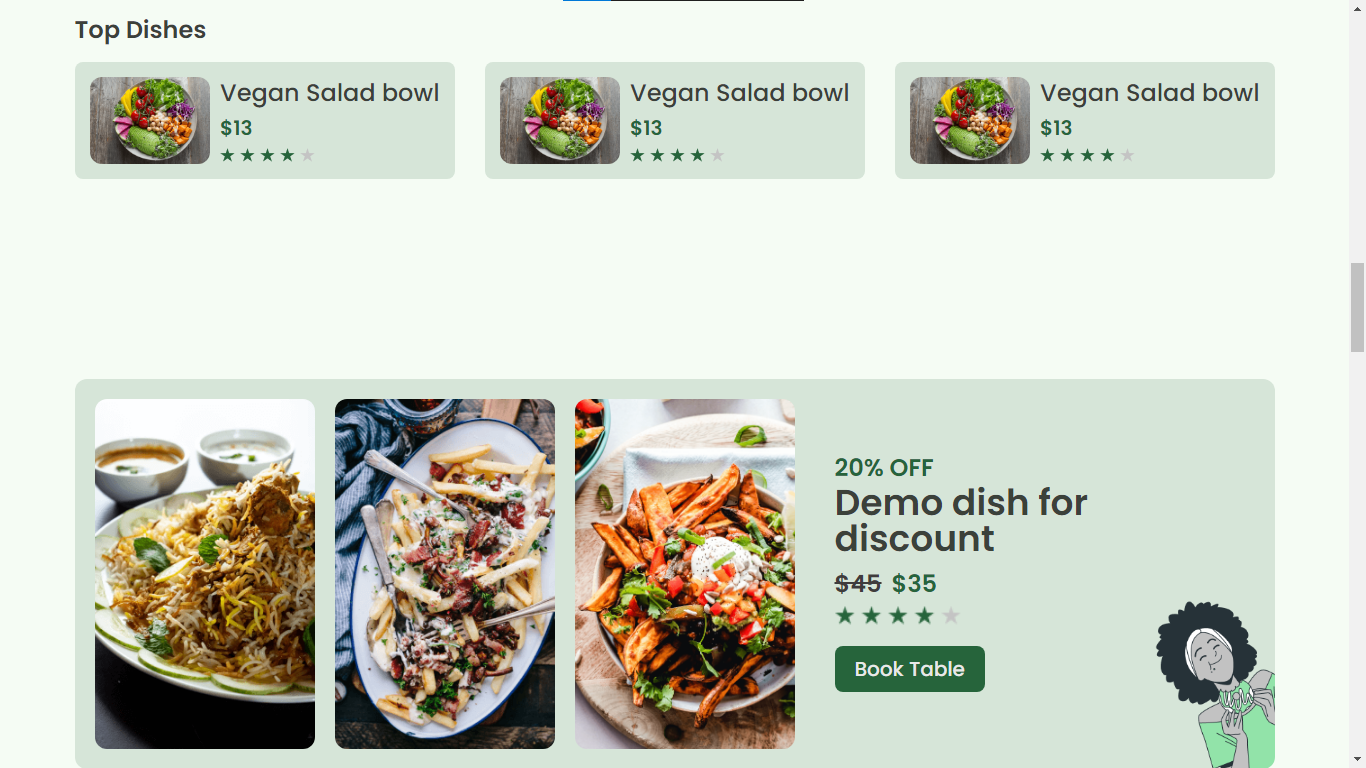 Top Dishes
Vegan Salad bowl
$13
Vegan Salad bowl
$13
Vegan Salad bowl
$13
20% OFF
Demo dish for
discount
$45 $35
Book Table